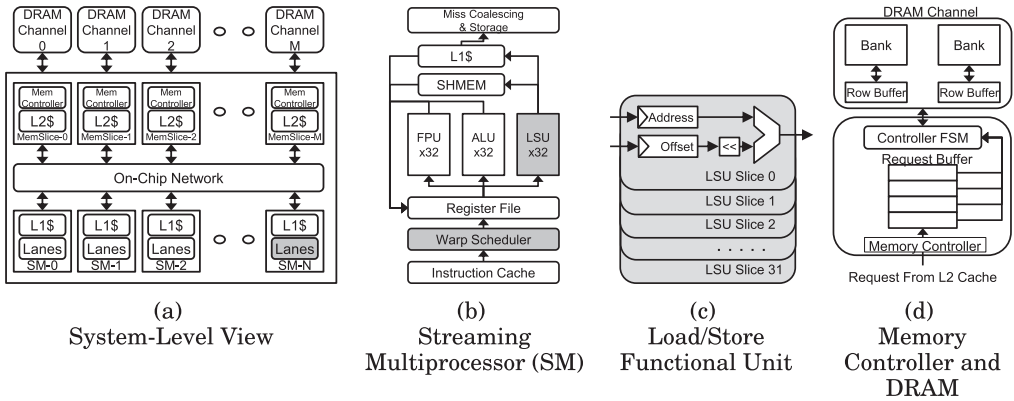 DRAM Channel 0
DRAM Channel 1
DRAM Channel 2
DRAM Channel M
Mem Controller
L2$
MemSlice-0
Mem Controller
L2$
MemSlice-1
Mem Controller
L2$
MemSlice-2
Mem Controller
L2$
MemSlice-M
On-Chip Network
L1$
Lanes
SM-0
L1$
Lanes
SM-1
L1$
Lanes
SM-2
L1$
Lanes
SM-N
(a)
System-Level View
Miss Coalescing
& Storage
L1$
SHMEM
FPU
x32
ALU
x32
LSU
x32
Register File
Warp Scheduler
Instruction Cache
(b)
Streaming
Multiprocessor (SM)
Address
Offset
<<
LSU Slice 0
LSU Slice 1
LSU Slice 2
. . . . .
LSU Slice 31
(c)
Load/Store
Functional Unit
DRAM Channel
Bank
Bank
Row Buffer
Row Buffer
Controller FSM
Request Buffer
Memory Controller
Request From L2 Cache
(d)
Memory
Controller and
DRAM